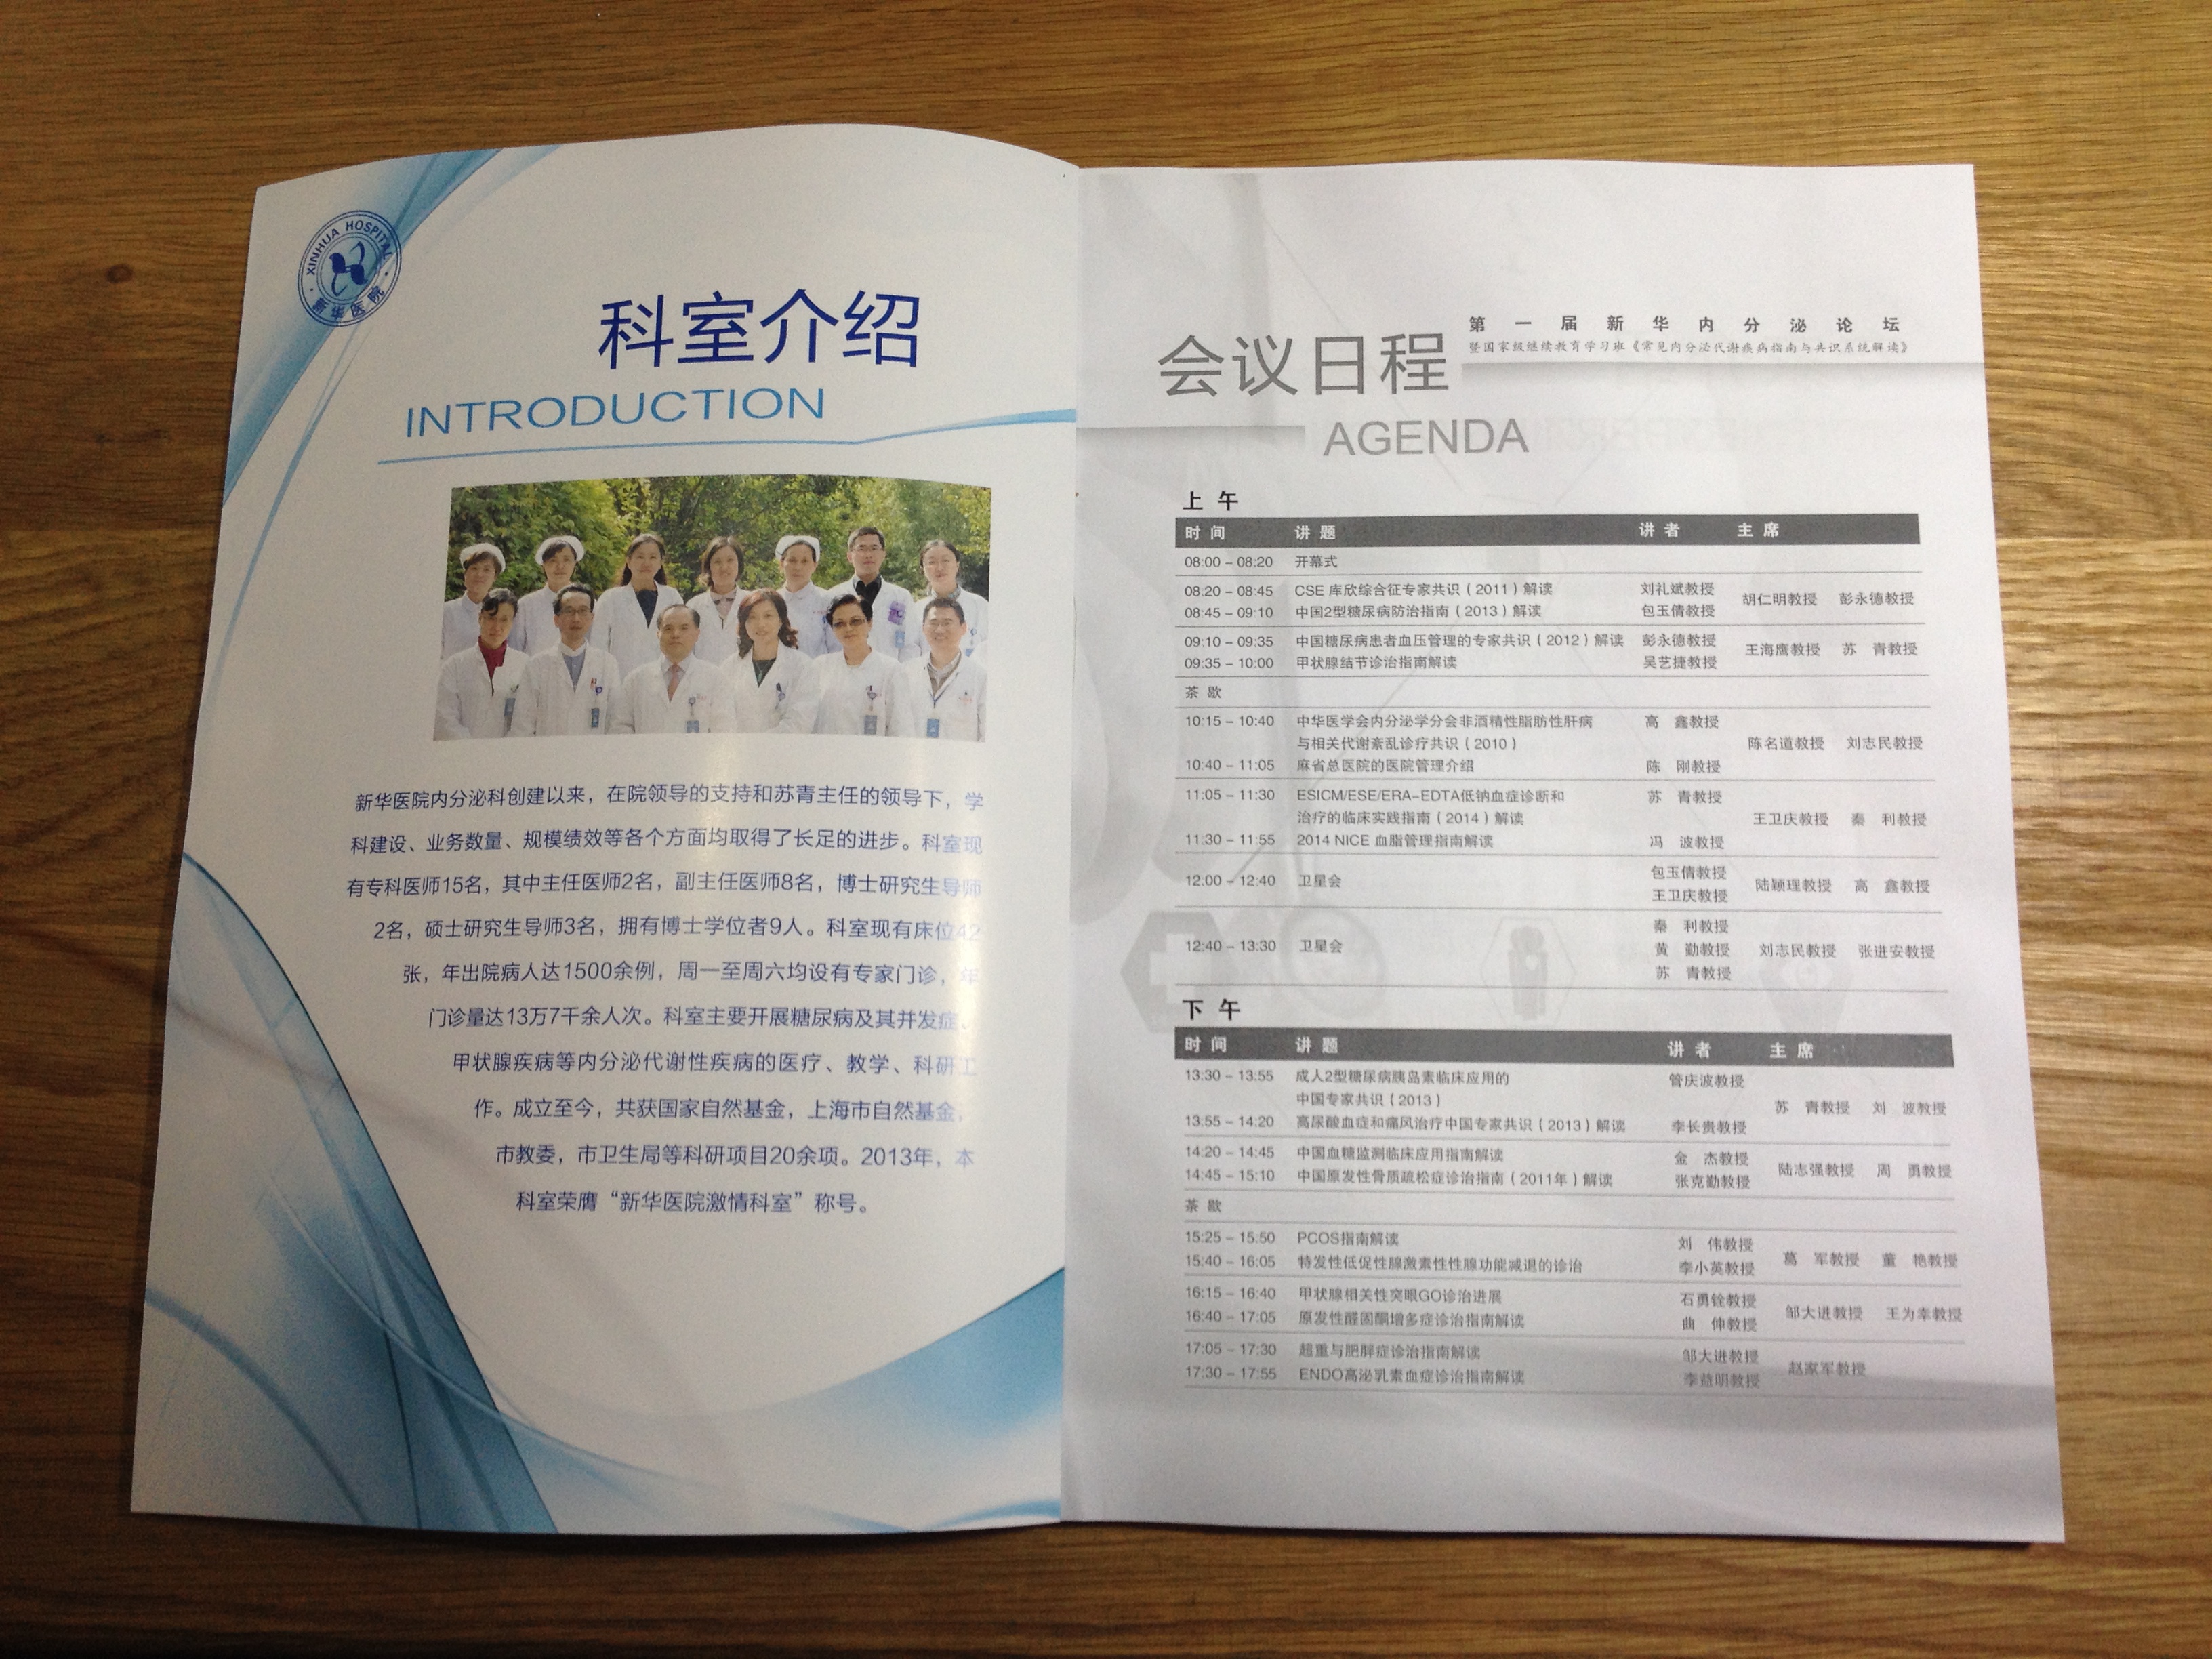 XINHUA HOSPITAL
新华医院
科室介绍
INTRODUCTION
新华医院内分泌科创建以来，在院领导的支持和苏青主任的领导下，学
科建设、业务数量、规模绩效等各个方面均取得了长足的进步。科室现
有专科医师15名，其中主任医师2名，副主任医师8名，博士研究生导师
2名，硕士研究生导师3名，拥有博士学位者9人。科室现有床位42
张，年出院病人达1500余例，周一至周六均设有专家门诊，年
门诊量达13万7千余人次。科室主要开展糖尿病及其并发症、
甲状腺疾病等内分泌代谢性疾病的医疗、教学、科研工
作。成立至今，共获国家自然基金，上海市自然基金，
市教委，市卫生局等科研项目20余项。2013年，本
科室荣膺“新华医院激情科室”称号。
第一届新华内分泌论坛
暨国家级继续教育学习班《常见内分泌代谢疾病指南与共识系统解读》
会议日程
AGENDA
上午
时间 讲题 讲者 主席
08:00 – 08:20 开幕式
08:20 – 08:45 CSE 库欣综合征专家共识（2011）解读 刘礼斌教授
胡仁明教授 彭永德教授
08:45 – 09:10 中国2型糖尿病防治指南（2013）解读 包玉倩教授
09:10 – 09:35 中国糖尿病患者血压管理的专家共识（2012）解读 彭永德教授
王海鹰教授 苏 青教授
09:35 – 10:00 甲状腺结节诊治指南解读 吴艺捷教授
茶歇
10:15 – 10:40 中华医学会内分泌学分会非酒精性脂肪性肝病 高 鑫教授
与相关代谢紊乱诊疗共识（2010） 陈名道教授 刘志民教授
10:40 – 11:05 麻省总医院的医院管理介绍 陈 刚教授
11:05 – 11:30 ESICM/ESE/ERA-EDTA低钠血症诊断和 苏 青教授
治疗的临床实践指南（2014）解读 王卫庆教授 秦 利教授
11:30 – 11:55 2014 NICE 血脂管理指南解读 冯 波教授
包玉倩教授
12:00 – 12:40 卫星会 陆颖理教授 高 鑫教授
王卫庆教授
秦 利教授
12:40 – 13:30 卫星会 黄 勤教授 刘志民教授 张进安教授
苏 青教授
下午
时间 讲题 讲者 主席
13:30 – 13:55 成人2型糖尿病胰岛素临床应用的 管庆波教授
中国专家共识（2013） 苏 青教授 刘 波教授
13:55 – 14:20 高尿酸血症和痛风治疗中国专家共识（2013）解读 李长贵教授
14:20 – 14:45 中国血糖监测临床应用指南解读 金 杰教授
陆志强教授 周 勇教授
14:45 – 15:10 中国原发性骨质疏松症诊治指南（2011年）解读 张克勤教授
茶歇
15:25 – 15:50 PCOS指南解读 刘 伟教授
葛 军教授 董 艳教授
15:40 – 16:05 特发性低促性腺激素性性腺功能减退的诊治 李小英教授
16:15 – 16:40 甲状腺相关性突眼GO诊治进展 石勇铨教授
邹大进教授 王为幸教授
16:40 – 17:05 原发性醛固酮增多症诊治指南解读 曲 伸教授
17:05 – 17:30 超重与肥胖症诊治指南解读 邹大进教授
赵家军教授
17:30 – 17:55 ENDO高泌乳素血症诊治指南解读 李益明教授